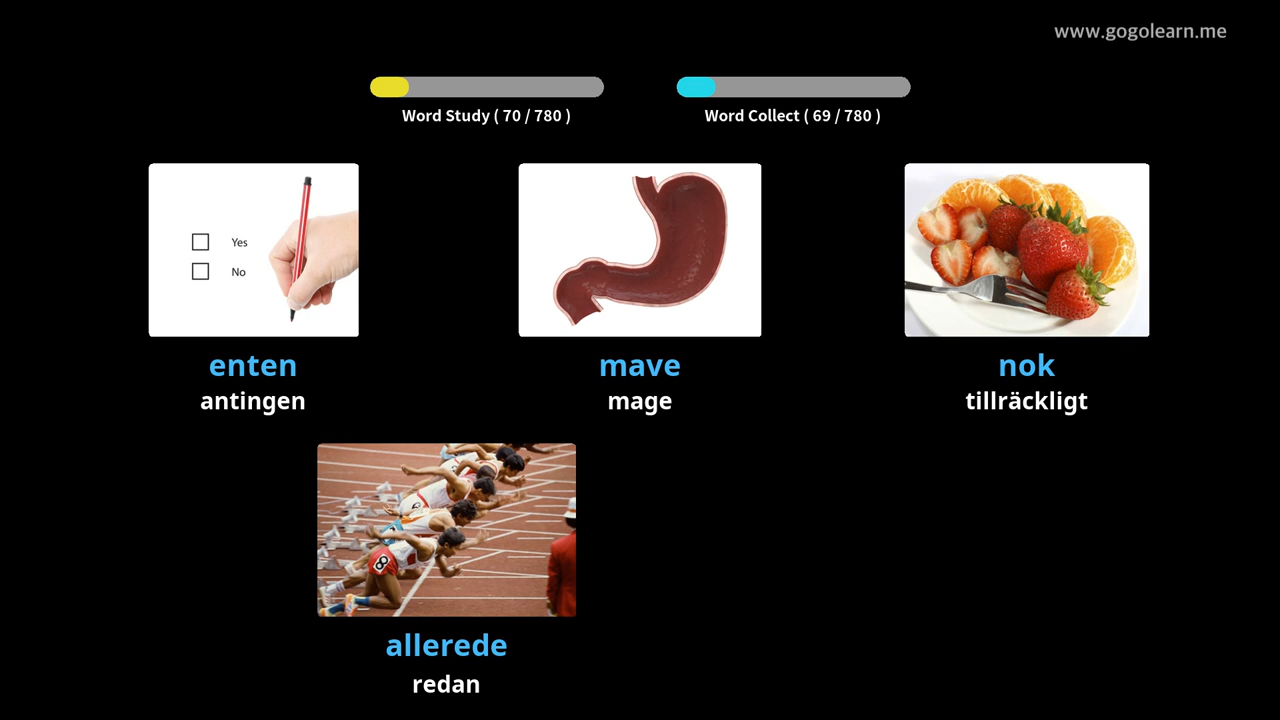 www.gogolearn.me
Word Study ( 70 / 780 )
Word Collect ( 69 / 780 )
Yes
No
enten
antingen
mave
mage
nok
tillräckligt
8
allerede
redan